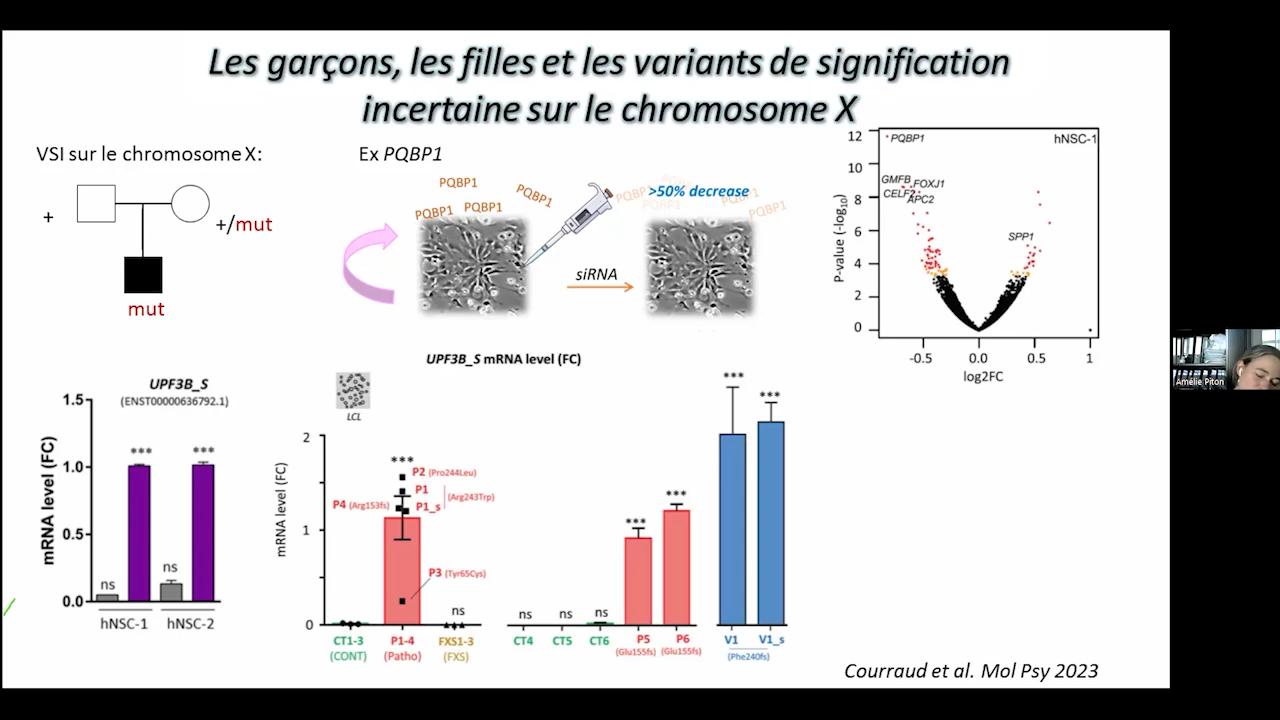 Les garçons, les filles et les variants de signification
incertaine sur le chromosome X
VSI sur le chromosome X:
+
+/mut
mut
Ex PQBP1
PQBP1
PQBP1
PQBP1
PQBP1
PQBP1
>50% decrease
PQBP1
PQBP1
siRNA
12
10
8
6
4
2
0
P-value (-log10)
PQBP1
hNSC-1
GMFB
FOXJ1
CELF2
APC2
SPP1
-0.5
0.0
0.5
1
log2FC
UPF3B_S
(ENST00000636792.1)
mRNA level (FC)
1.5
1.0
0.5
0.0
ns
***
ns
***
hNSC-1
hNSC-2
UPF3B_S mRNA level (FC)
LCL
mRNA level (FC)
2
1
0
***
P2 (Pro244Leu)
P1
P1_s
(Arg243Trp)
P4 (Arg153fs)
P3 (Tyr65Cys)
ns
CT1-3
(CONT)
P1-4
(Patho)
FXS1-3
(FXS)
ns
ns
ns
***
***
CT4
CT5
CT6
P5
(Glu155fs)
P6
(Glu155fs)
***
***
V1
V1_s
(Phe240fs)
Courraud et al. Mol Psy 2023
Amélie Piton